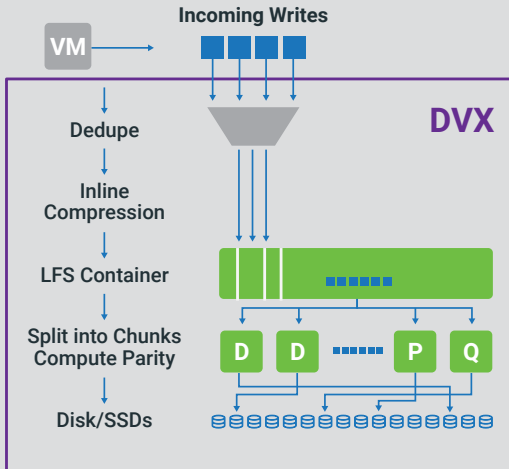 Incoming Writes
VM
DVX
Dedupe
Inline
Compression
LFS Container
Split into Chunks
Compute Parity
D
D
P
Q
Disk/SSDs